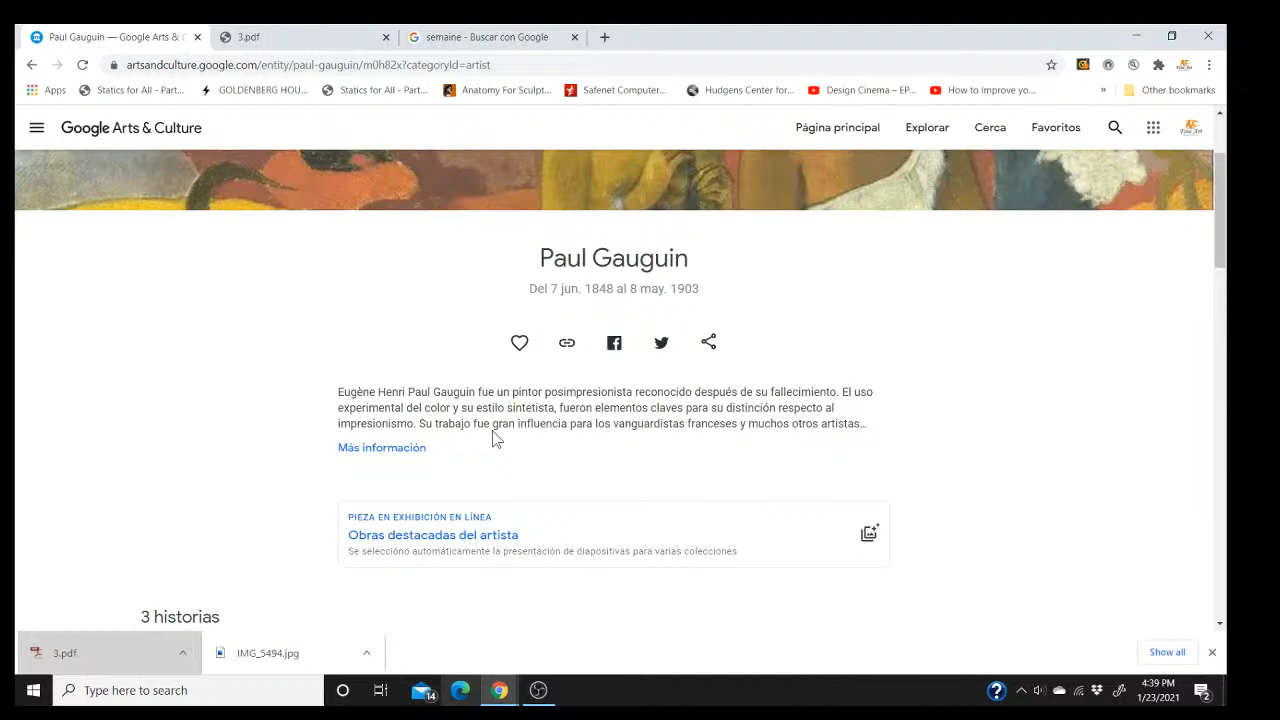 Paul Gauguin — Google Arts & C
3.pdf
semaine - Buscar con Google
artsandculture.google.com/entity/paul-gauguin/m0h82x?categoryId=artist
Apps
Statics for All - Part...
GOLDENBERG HOU...
Statics for All - Part...
Anatomy For Sculpt...
Safenet Computer...
Hudgens Center for...
Design Cinema – EP...
How to Improve yo...
»
Other bookmarks
Google Arts & Culture
Página principal
Explorar
Cerca
Favoritos
Paul Gauguin
Del 7 jun. 1848 al 8 may. 1903
Eugène Henri Paul Gauguin fue un pintor posimpresionista reconocido después de su fallecimiento. El uso
experimental del color y su estilo sintetista, fueron elementos claves para su distinción respecto al
impresionismo. Su trabajo fue gran influencia para los vanguardistas franceses y muchos otros artistas...
Más información
PIEZA EN EXHIBICIÓN EN LÍNEA
Obras destacadas del artista
Se seleccióno automáticamente la presentación de diapositivas para varias colecciones
3 historias
3.pdf
IMG_5494.jpg
Show all
Type here to search
14
4:39 PM
1/23/2021
2